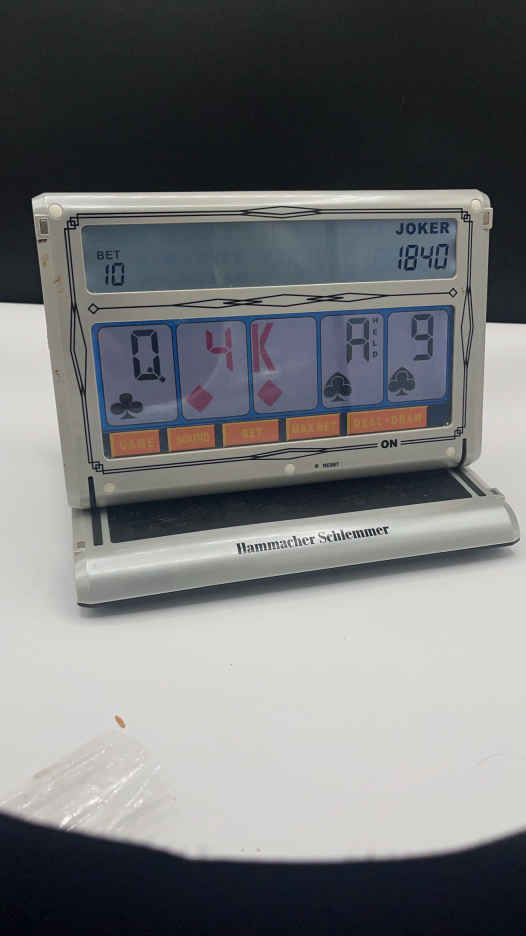 JOKER
BET
10 1840
Q 4 K A HELD 9
GAME SOUND BET MAX BET DEAL•DRAW
ON
RESET
Hammacher Schlemmer